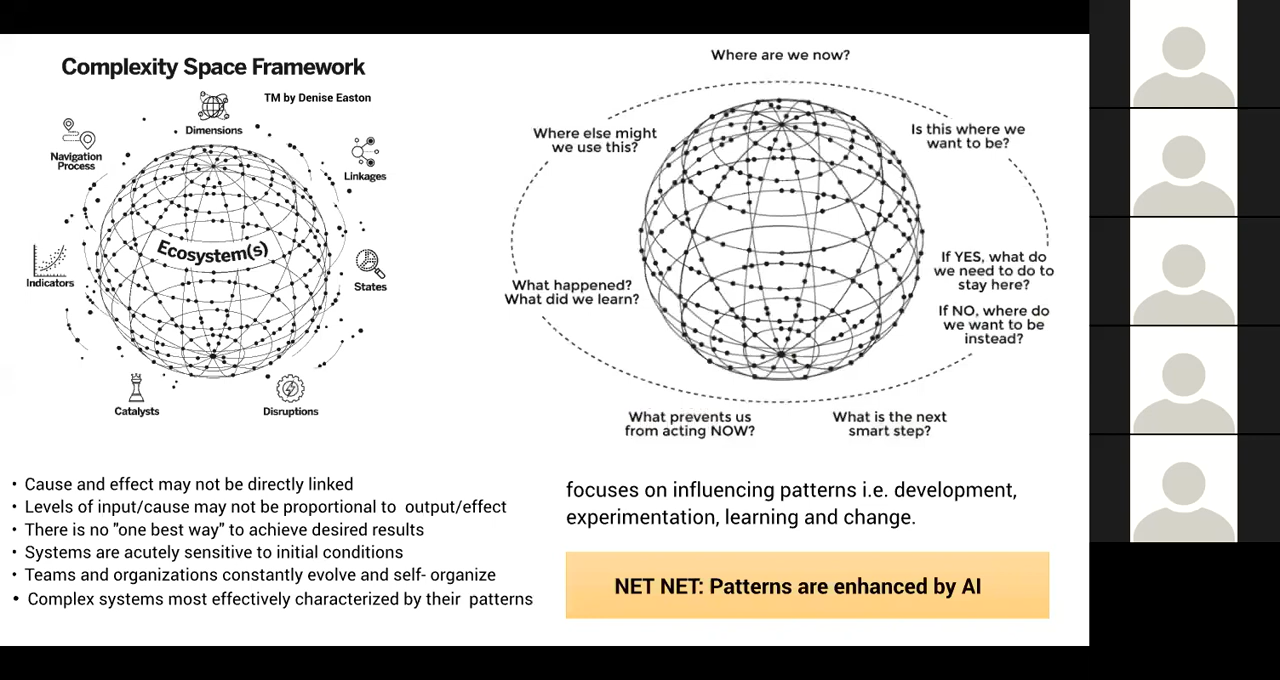 Complexity Space Framework
TM by Denise Easton
Dimensions
Navigation
Process
Linkages
Ecosystem(s)
Indicators
States
Catalysts
Disruptions
Where are we now?
Where else might
we use this?
Is this where we
want to be?
What happened?
What did we learn?
If YES, what do
we need to do to
stay here?
If NO, where do
we want to be
instead?
What prevents us
from acting NOW?
What is the next
smart step?
• Cause and effect may not be directly linked
• Levels of input/cause may not be proportional to output/effect
• There is no "one best way" to achieve desired results
• Systems are acutely sensitive to initial conditions
• Teams and organizations constantly evolve and self- organize
• Complex systems most effectively characterized by their patterns
focuses on influencing patterns i.e. development,
experimentation, learning and change.
NET NET: Patterns are enhanced by AI